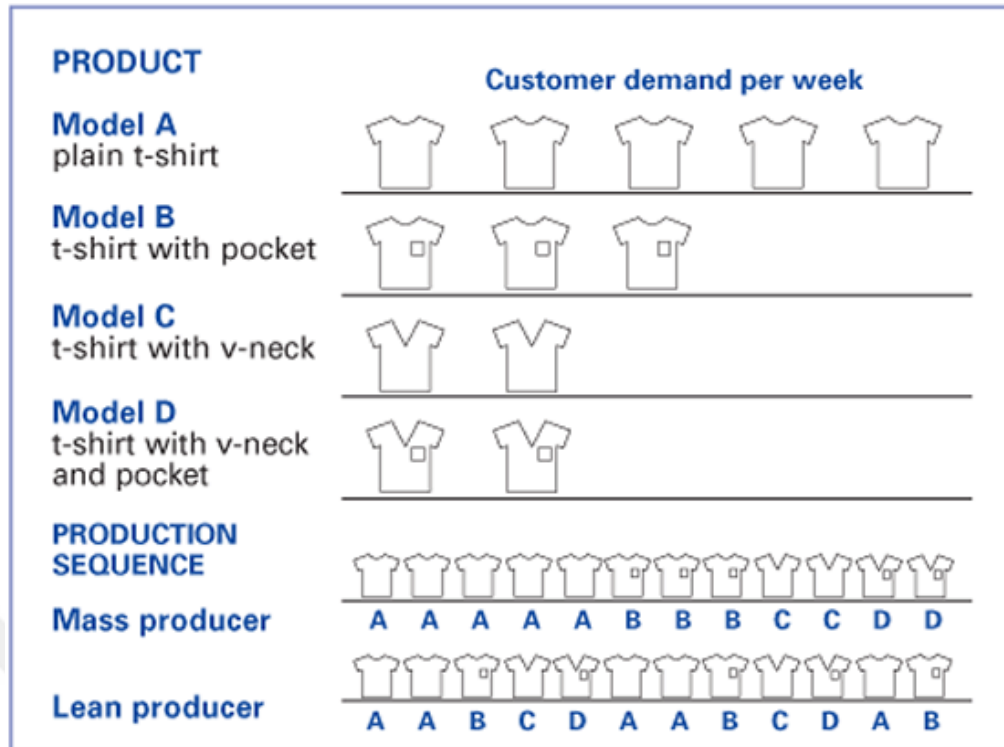 PRODUCT
Customer demand per week
Model A
plain t-shirt
Model B
t-shirt with pocket
Model C
t-shirt with v-neck
Model D
t-shirt with v-neck
and pocket
PRODUCTION
SEQUENCE
Mass producer
A A A A A B B B C C D D
Lean producer
A A B C D A A B C D A B